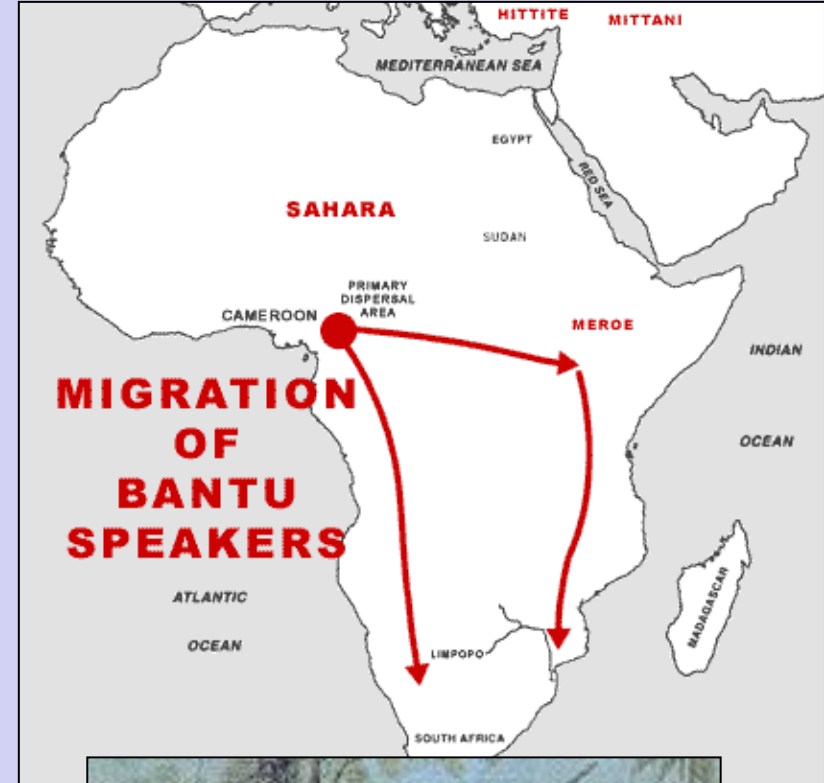 HITTITE
MITTANI
MEDITERRANEAN SEA
EGYPT
RED SEA
SAHARA
SUDAN
PRIMARY
DISPERSAL
AREA
CAMEROON
MEROE
INDIAN
OCEAN
MIGRATION
OF
BANTU
SPEAKERS
ATLANTIC
OCEAN
MADAGASCAR
LIMPOPO
SOUTH AFRICA